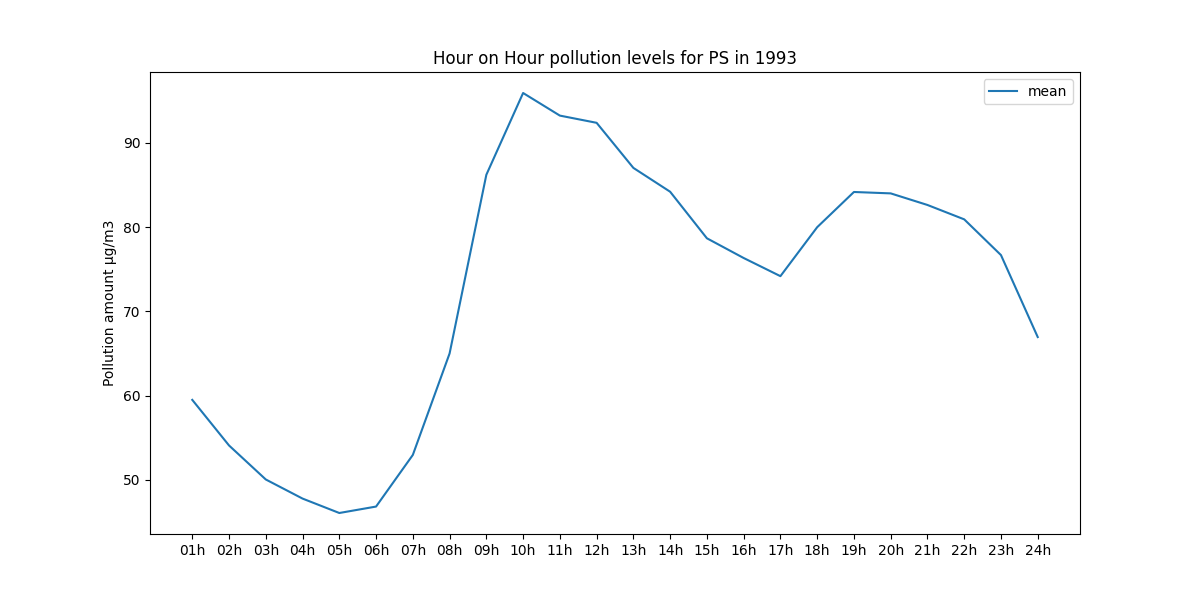 Hour on Hour pollution levels for PS in 1993
mean
Pollution amount µg/m3
90
80
70
60
50
01h 02h 03h 04h 05h 06h 07h 08h 09h 10h 11h 12h 13h 14h 15h 16h 17h 18h 19h 20h 21h 22h 23h 24h